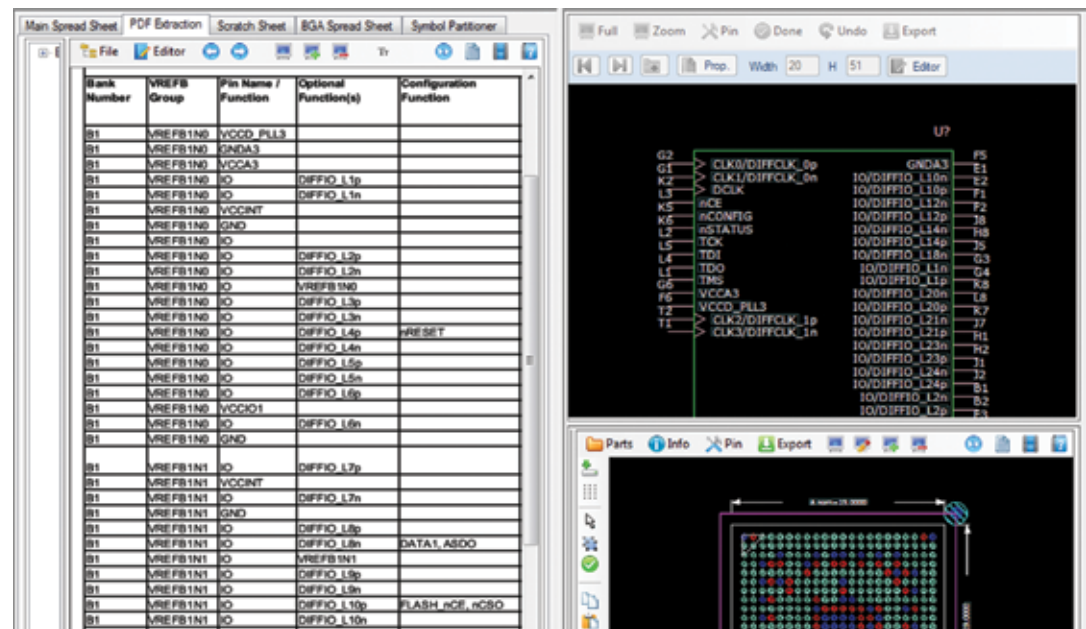 Main Spread Sheet PDF Extraction Scratch Sheet BGA Spread Sheet Symbol Partitioner
File Editor Tr
Bank Number VREFB Group Pin Name / Function Optional Function(s) Configuration Function
B1 VREFB1N0 VCCD_PLL3
B1 VREFB1N0 GNDA3
B1 VREFB1N0 VCCA3
B1 VREFB1N0 IO DIFFIO_L1p
B1 VREFB1N0 IO DIFFIO_L1n
B1 VREFB1N0 VCCINT
B1 VREFB1N0 GND
B1 VREFB1N0 IO
B1 VREFB1N0 IO DIFFIO_L2p
B1 VREFB1N0 IO DIFFIO_L2n
B1 VREFB1N0 IO VREFB1N0
B1 VREFB1N0 IO DIFFIO_L3p
B1 VREFB1N0 IO DIFFIO_L3n
B1 VREFB1N0 IO DIFFIO_L4p nRESET
B1 VREFB1N0 IO DIFFIO_L4n
B1 VREFB1N0 IO DIFFIO_L5p
B1 VREFB1N0 IO DIFFIO_L5n
B1 VREFB1N0 IO DIFFIO_L6p
B1 VREFB1N0 VCCIO1
B1 VREFB1N0 IO DIFFIO_L6n
B1 VREFB1N0 GND
B1 VREFB1N1 IO DIFFIO_L7p
B1 VREFB1N1 VCCINT
B1 VREFB1N1 IO DIFFIO_L7n
B1 VREFB1N1 GND
B1 VREFB1N1 IO DIFFIO_L8p
B1 VREFB1N1 IO DIFFIO_L8n DATA1, ASDO
B1 VREFB1N1 IO VREFB1N1
B1 VREFB1N1 IO DIFFIO_L9p
B1 VREFB1N1 IO DIFFIO_L9n
B1 VREFB1N1 IO DIFFIO_L10p FLASH_nCE, nCSO
B1 VREFB1N1 IO DIFFIO_L10n
Full Zoom Pin Done Undo Export
Prop. Width 20 H 51 Editor
U?
G2 CLK0/DIFFCLK_0p GNDA3 F5
G1 CLK1/DIFFCLK_0n IO/DIFFIO_L10n E1
K2 DCLK IO/DIFFIO_L10p E2
L3 nCE IO/DIFFIO_L12n F1
K5 nCONFIG IO/DIFFIO_L12p F2
K6 nSTATUS IO/DIFFIO_L14n J8
L2 TCK IO/DIFFIO_L14p H8
L5 TDI IO/DIFFIO_L18n J5
L4 TDO IO/DIFFIO_L1n G3
L1 TMS IO/DIFFIO_L1p G4
G6 VCCA3 IO/DIFFIO_L20n K8
F6 VCCD_PLL3 IO/DIFFIO_L20p L8
T2 CLK2/DIFFCLK_1p IO/DIFFIO_L21n K7
T1 CLK3/DIFFCLK_1n IO/DIFFIO_L21p J7
IO/DIFFIO_L23n H1
IO/DIFFIO_L23p H2
IO/DIFFIO_L24n J1
IO/DIFFIO_L24p J2
IO/DIFFIO_L2n B1
IO/DIFFIO_L2p B2
Parts Info Pin Export